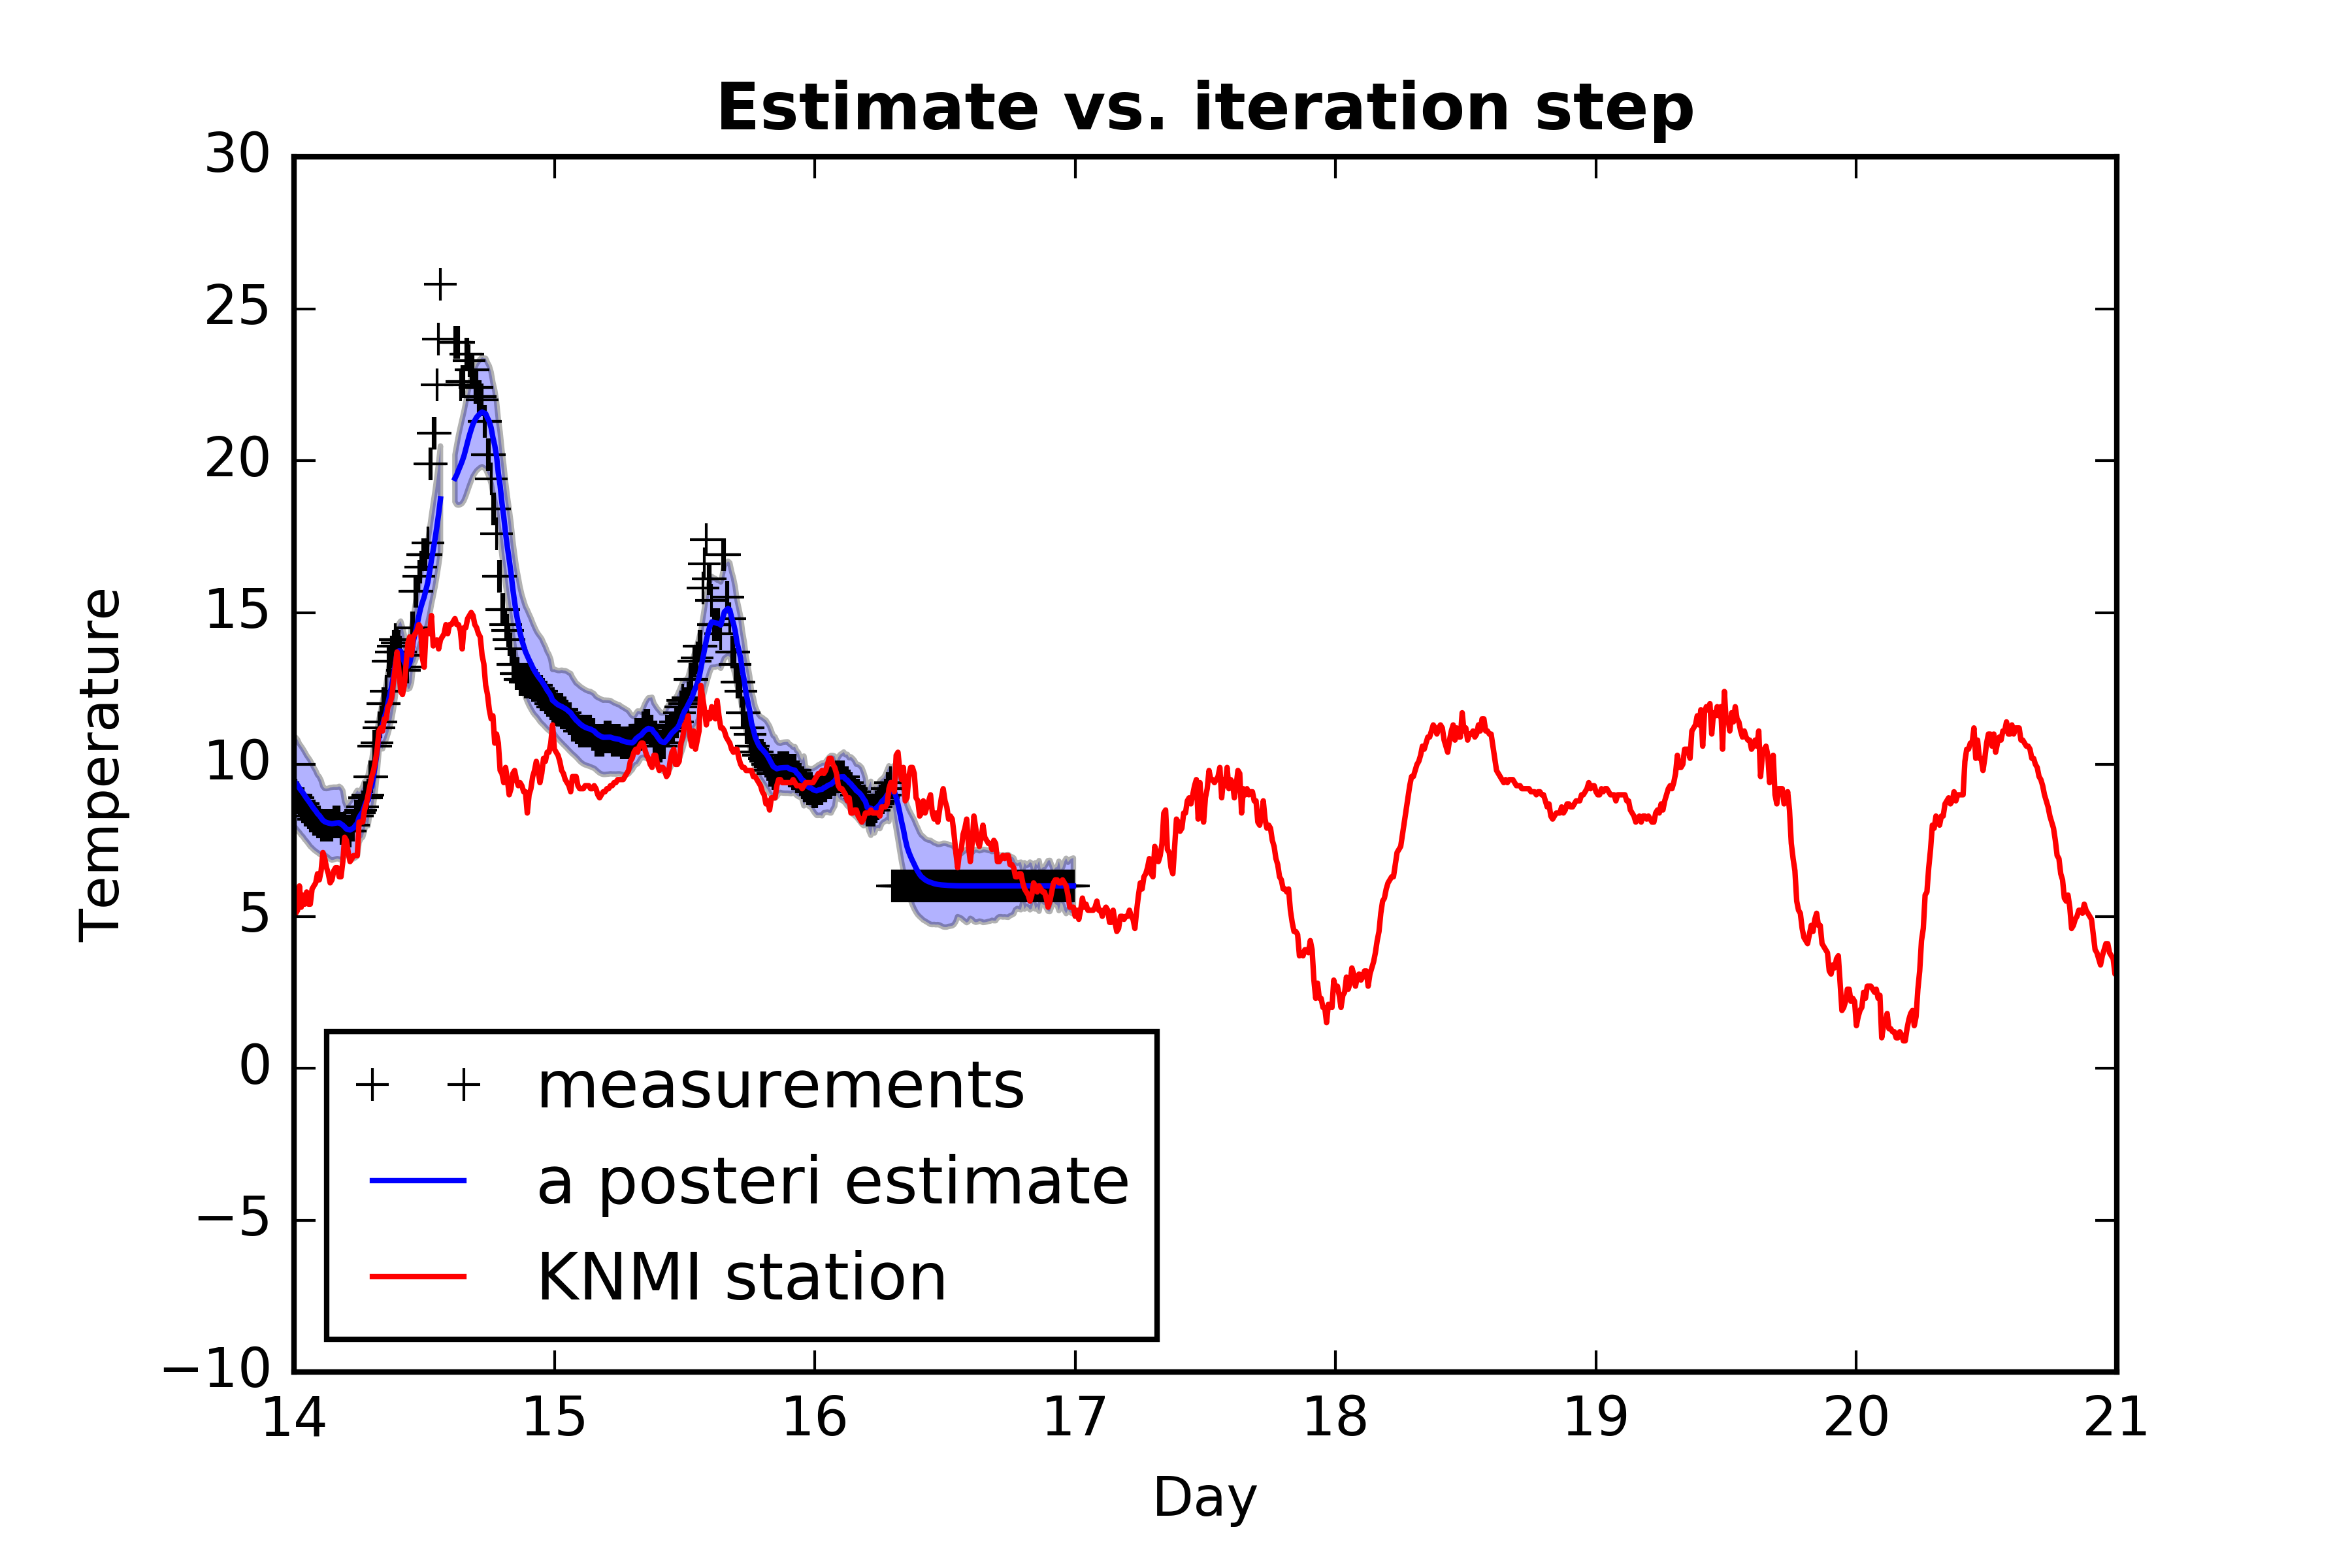 Estimate vs. iteration step
30
25
20
15
10
5
0
−5
−10
Temperature
measurements
a posteri estimate
KNMI station
14 15 16 17 18 19 20 21
Day